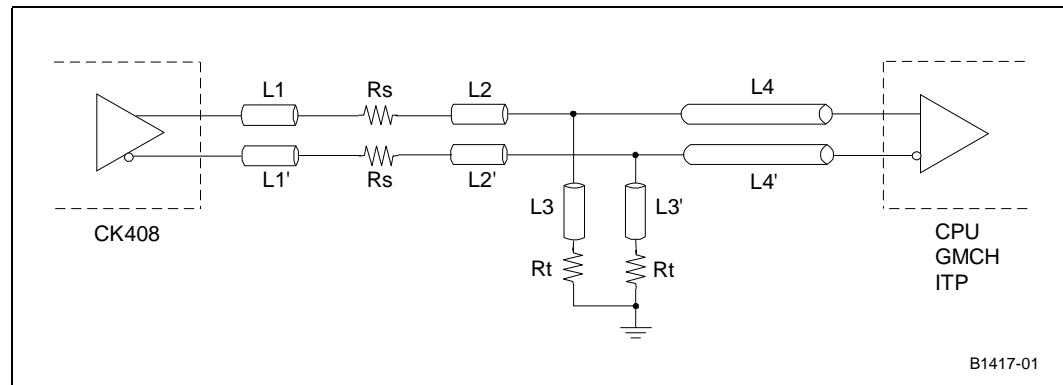 L1 Rs L2 L4
L1' Rs L2' L4'
L3 L3'
Rt Rt
CK408
CPU
GMCH
ITP
B1417-01